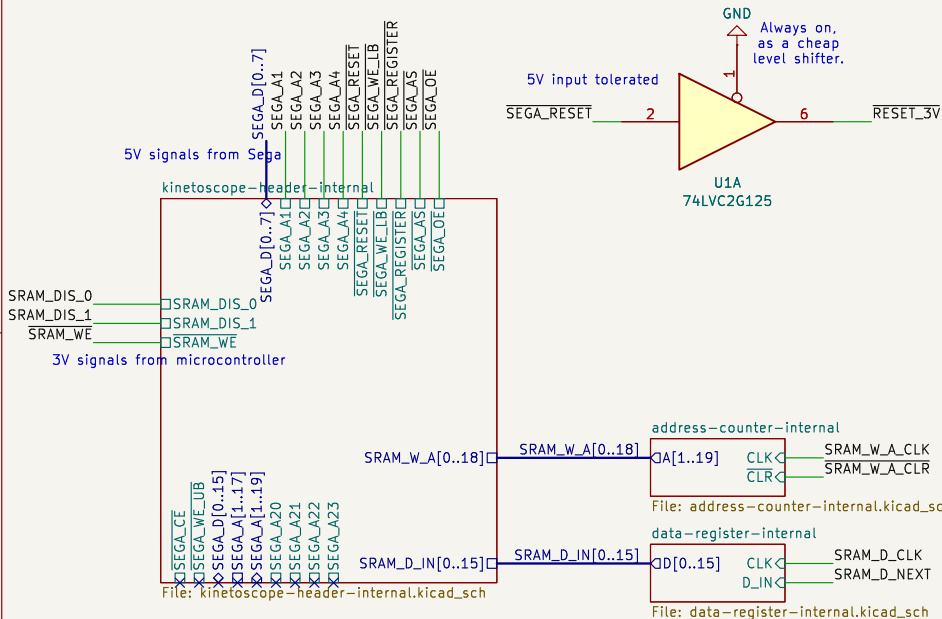 GND
Always on,
as a cheap
level shifter.
1
5V input tolerated
SEGA_RESET
2
6
RESET_3V
U1A
74LVC2G125
SEGA_D[0..7]
SEGA_A1
SEGA_A2
SEGA_A3
SEGA_A4
SEGA_RESET
SEGA_WE_LB
SEGA_REGISTER
SEGA_AS
SEGA_OE
5V signals from Sega
kinetoscope-header-internal
SEGA_D[0..7]
SEGA_A1
SEGA_A2
SEGA_A3
SEGA_A4
SEGA_RESET
SEGA_WE_LB
SEGA_REGISTER
SEGA_AS
SEGA_OE
SRAM_DIS_0
SRAM_DIS_0
SRAM_DIS_1
SRAM_DIS_1
SRAM_WE
SRAM_WE
3V signals from microcontroller
SRAM_W_A[0..18]
SRAM_W_A[0..18]
address-counter-internal
A[1..19]
CLK
SRAM_W_A_CLK
CLR
SRAM_W_A_CLR
File: address-counter-internal.kicad_sc
SEGA_CE
SEGA_WE_UB
SEGA_D[0..15]
SEGA_A[1..17]
SEGA_A[1..19]
SEGA_A20
SEGA_A21
SEGA_A22
SEGA_A23
SRAM_D_IN[0..15]
SRAM_D_IN[0..15]
data-register-internal
D[0..15]
CLK
SRAM_D_CLK
D_IN
SRAM_D_NEXT
File: kinetoscope-header-internal.kicad_sch
File: data-register-internal.kicad_sch